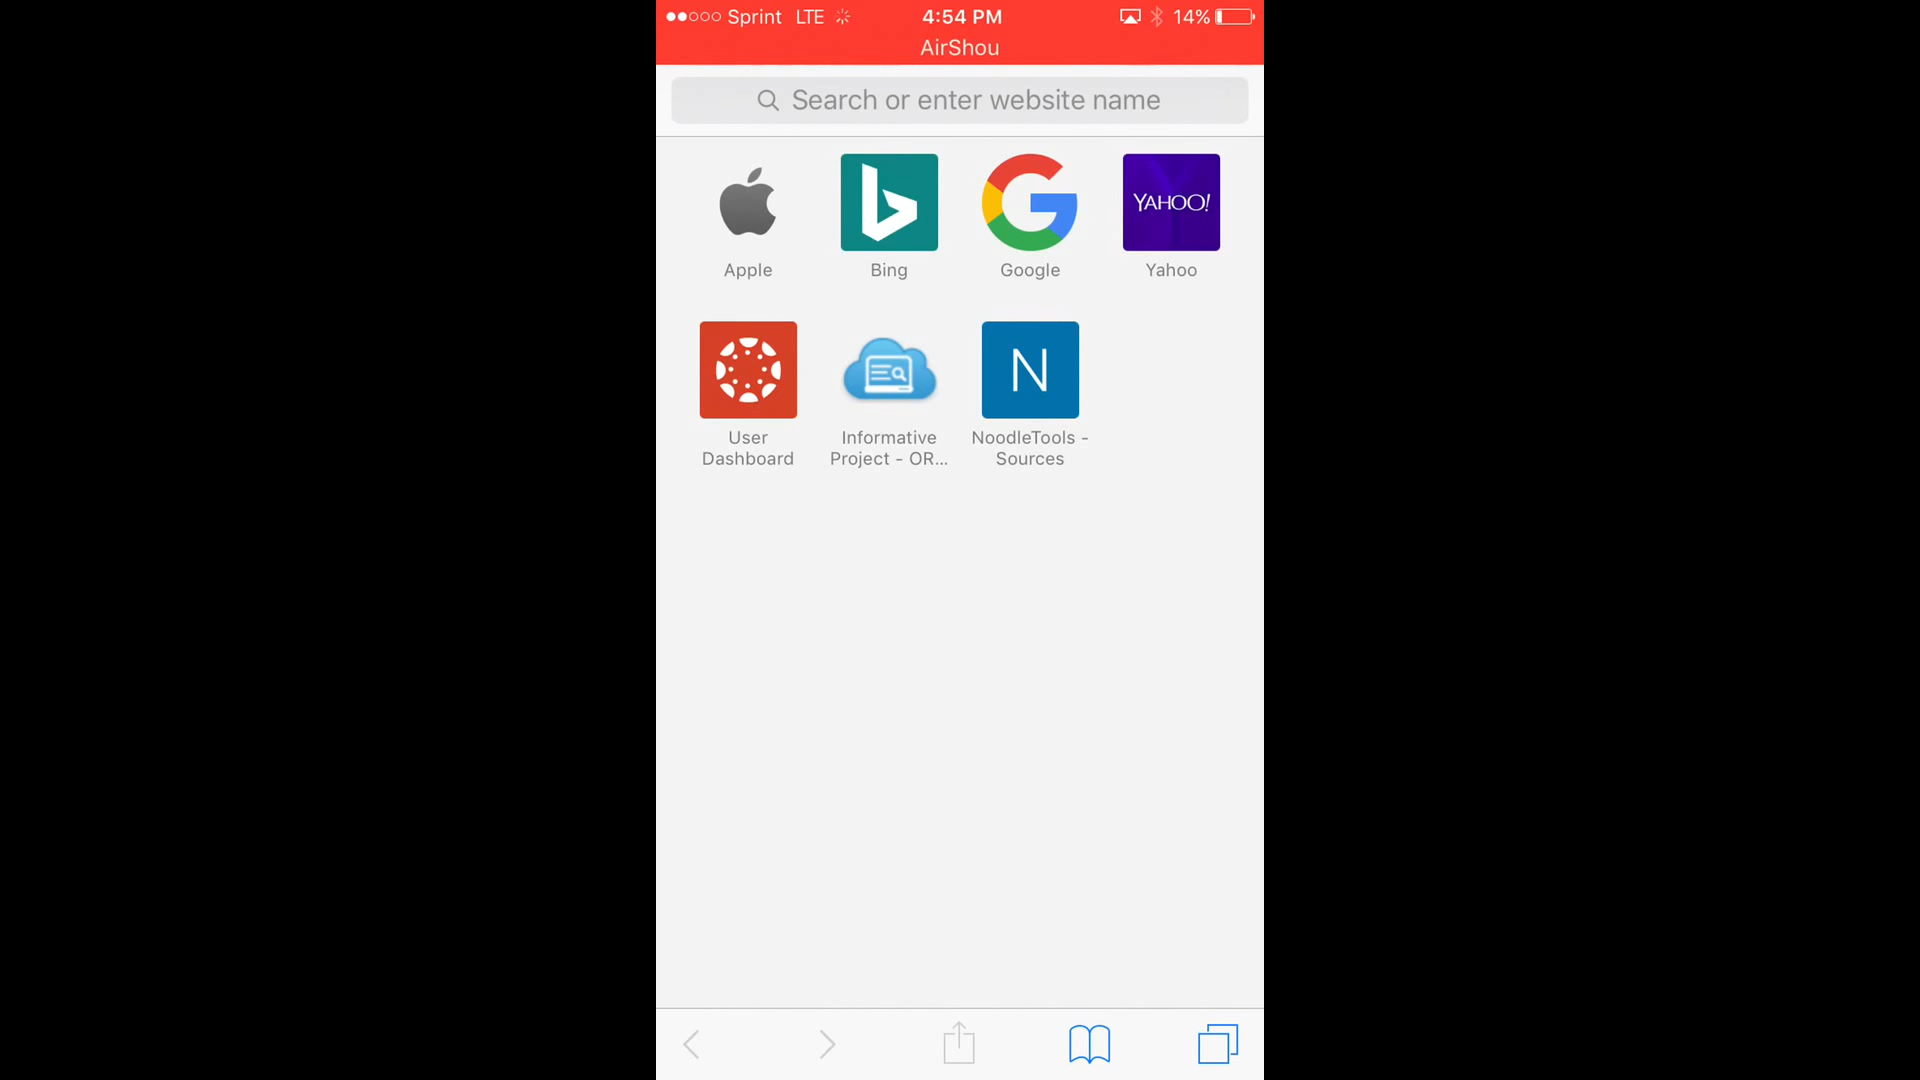 Sprint LTE 4:54 PM 14%
AirShou
Search or enter website name
YAHOO!
Apple Bing Google Yahoo
N
User Informative NoodleTools -
Dashboard Project - OR... Sources